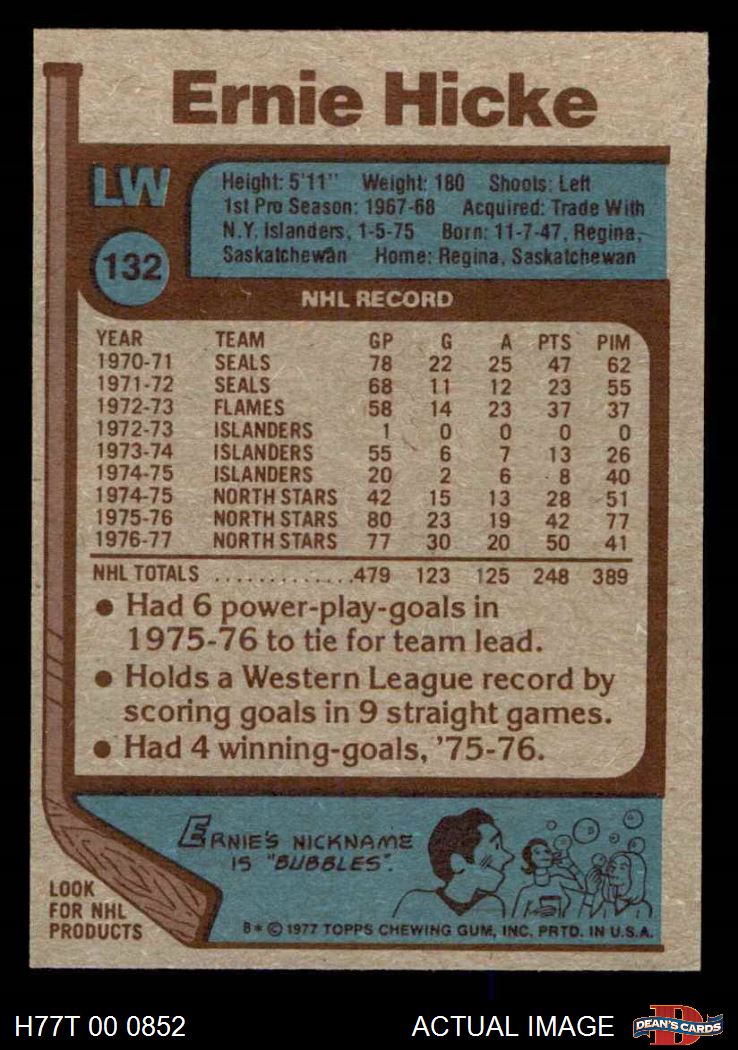 Ernie Hicke
LW
132
Height: 5'11" Weight: 180 Shoots: Left
1st Pro Season: 1967-68 Acquired: Trade With
N.Y. Islanders, 1-5-75 Born: 11-7-47, Regina,
Saskatchewan Home: Regina, Saskatchewan
NHL RECORD
YEAR TEAM GP G A PTS PIM
1970-71 SEALS 78 22 25 47 62
1971-72 SEALS 68 11 12 23 55
1972-73 FLAMES 58 14 23 37 37
1972-73 ISLANDERS 1 0 0 0 0
1973-74 ISLANDERS 55 6 7 13 26
1974-75 ISLANDERS 20 2 6 8 40
1974-75 NORTH STARS 42 15 13 28 51
1975-76 NORTH STARS 80 23 19 42 77
1976-77 NORTH STARS 77 30 20 50 41
NHL TOTALS ..............479 123 125 248 389
● Had 6 power-play-goals in
1975-76 to tie for team lead.
● Holds a Western League record by
scoring goals in 9 straight games.
● Had 4 winning-goals, '75-76.
ERNIE'S NICKNAME
IS "BUBBLES".
LOOK
FOR NHL
PRODUCTS
B* © 1977 TOPPS CHEWING GUM, INC. PRTD. IN U.S.A.
H77T 00 0852 ACTUAL IMAGE
D
DEAN'S CARDS